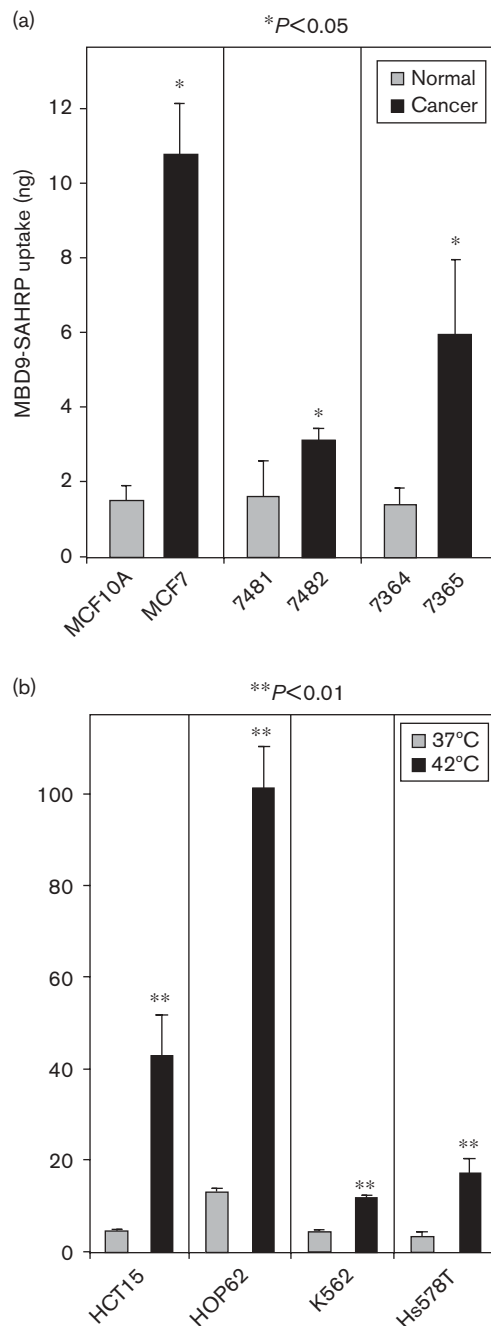 (a)
*P<0.05
Normal
Cancer
MBD9-SAHRP uptake (ng)
12
10
8
6
4
2
0
*
*
*
MCF10A
MCF7
7481
7482
7364
7365
(b)
**P<0.01
37°C
42°C
100
80
60
40
20
0
**
**
**
**
HCT15
HOP62
K562
Hs578T